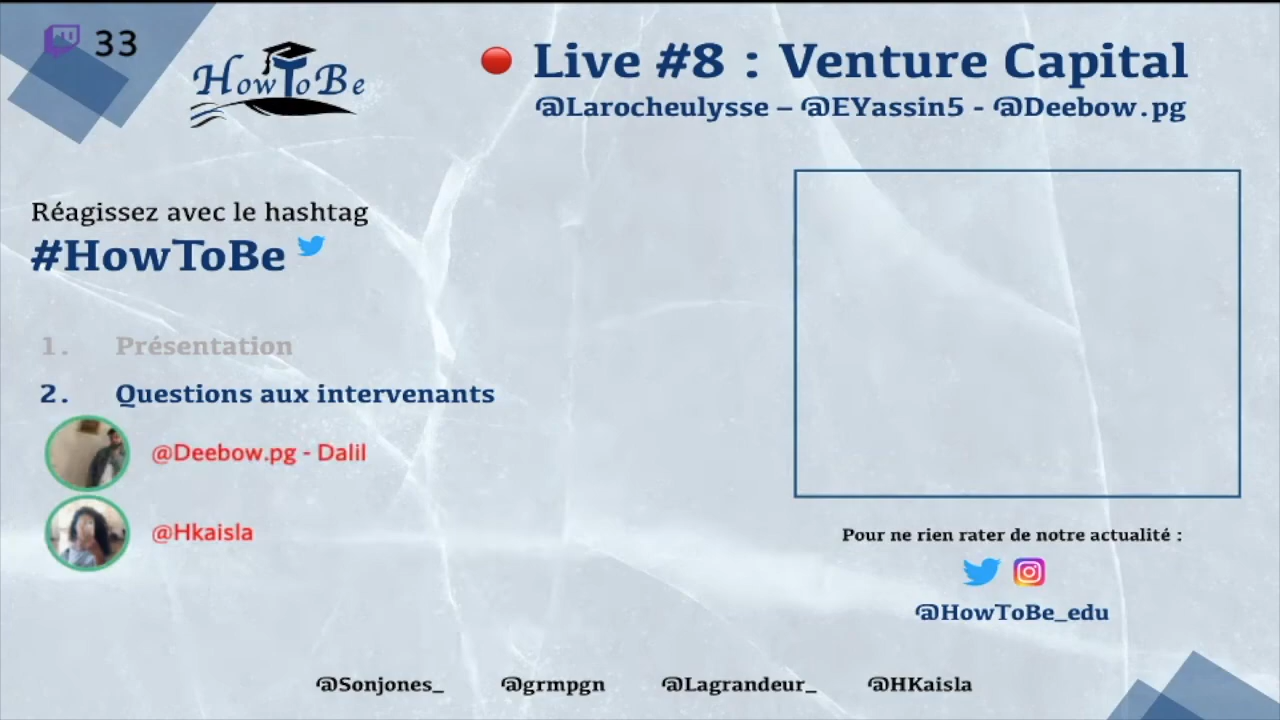 33
HowToBe
Live #8 : Venture Capital
@Larocheulysse – @EYassin5 - @Deebow.pg
Réagissez avec le hashtag
#HowToBe
1. Présentation
2. Questions aux intervenants
@Deebow.pg - Dalil
@Hkaisla
Pour ne rien rater de notre actualité :
@HowToBe_edu
@Sonjones_ @grmpgn @Lagrandeur_ @HKaisla